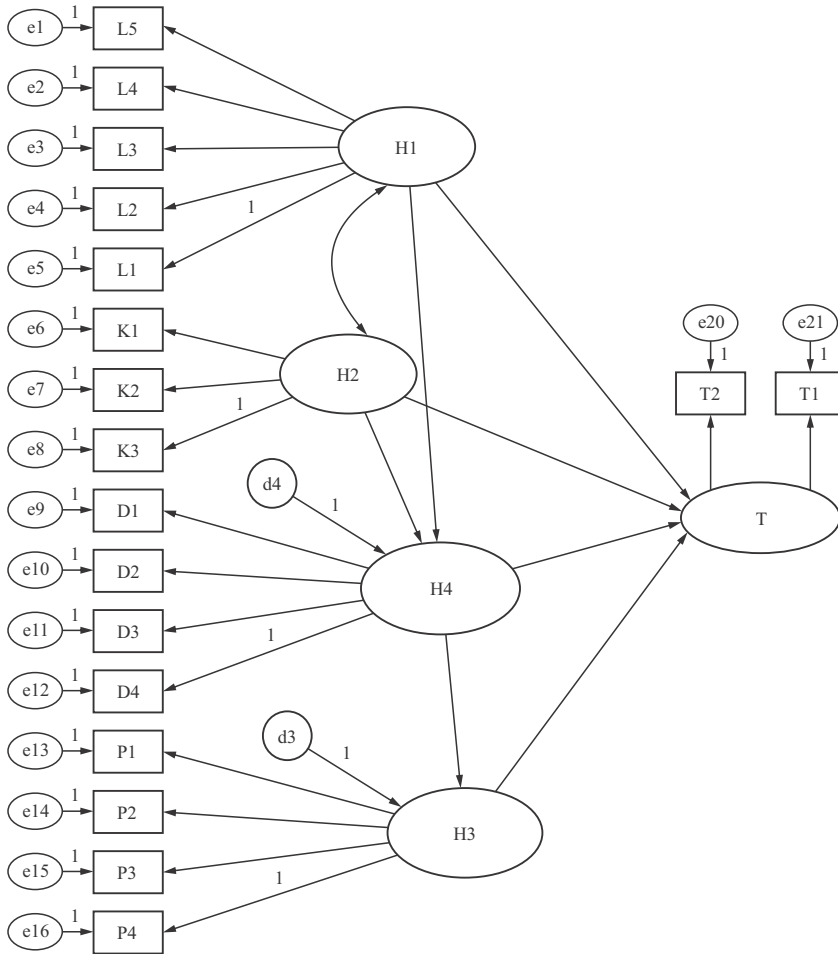 e1 1 L5
e2 1 L4
e3 1 L3
H1
e4 1 L2
1
e5 1 L1
e6 1 K1
e20
e21
1
1
H2
e7 1 K2
T2
T1
1
e8 1 K3
d4
e9 1 D1
1
T
e10 1 D2
H4
e11 1 D3
1
e12 1 D4
d3
e13 1 P1
1
e14 1 P2
H3
e15 1 P3
1
e16 1 P4